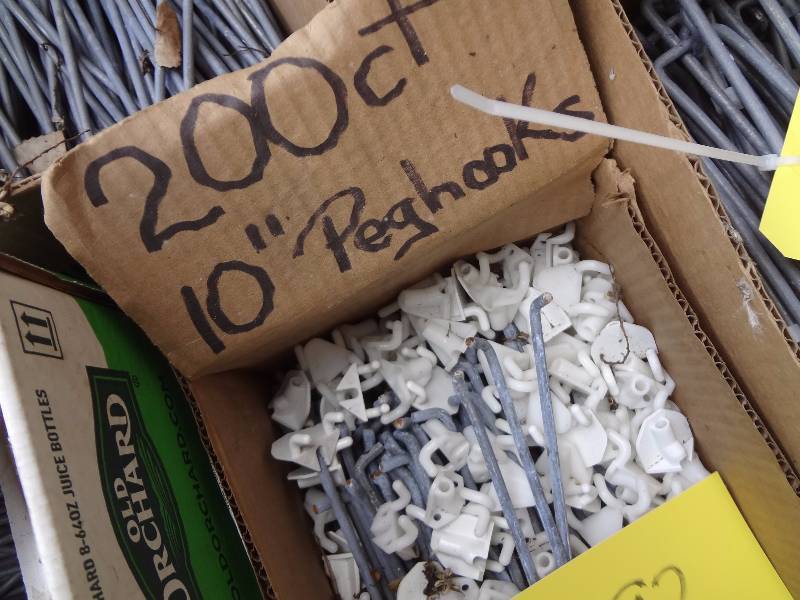 200ct
10" Peghooks
OLD
ORCHARD
8-64OZ JUICE BOTTLES
OLDORCHARD.COM